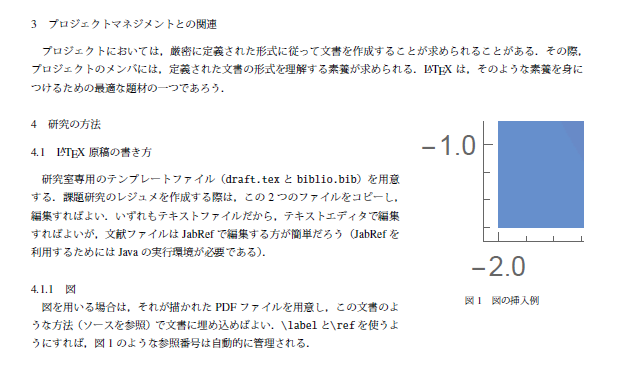 3 プロジェクトマネジメントとの関連
プロジェクトにおいては，厳密に定義された形式に従って文書を作成することが求められることがある．その際，
プロジェクトのメンバには，定義された文書の形式を理解する素養が求められる．LATEX は，そのような素養を身に
つけるための最適な題材の一つであろう．
4 研究の方法
4.1 LATEX 原稿の書き方
研究室専用のテンプレートファイル（draft.tex と biblio.bib）を用意
する．課題研究のレジュメを作成する際は，この 2 つのファイルをコピーし，
編集すればよい．いずれもテキストファイルだから，テキストエディタで編集
すればよいが，文献ファイルは JabRef で編集する方が簡単だろう（JabRef を
利用するためには Java の実行環境が必要である）．
4.1.1 図
図を用いる場合は，それが描かれた PDF ファイルを用意し，この文書のよ
うな方法（ソースを参照）で文書に埋め込めばよい．\label と\ref を使うよ
うにすれば，図 1 のような参照番号は自動的に管理される．
−1.0
−2.0
図 1 図の挿入例